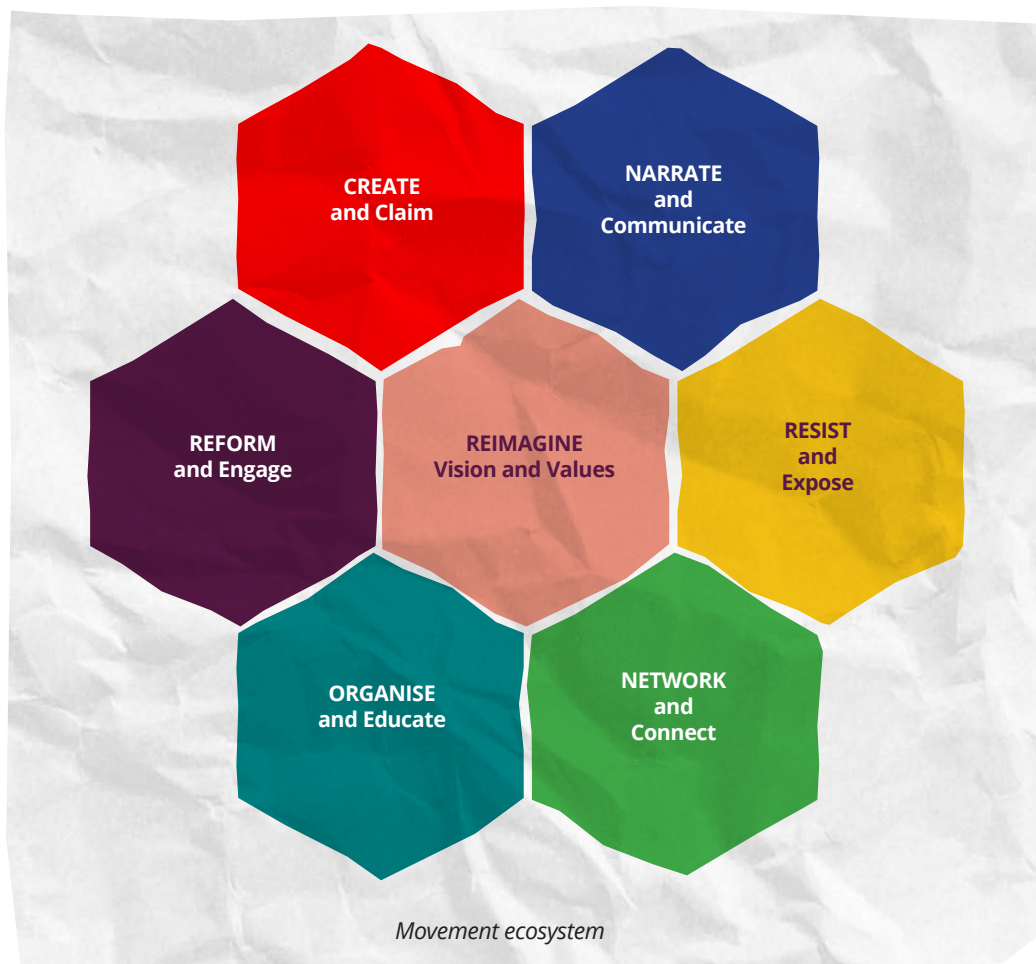 CREATE
and Claim
NARRATE
and
Communicate
REFORM
and Engage
REIMAGINE
Vision and Values
RESIST
and
Expose
ORGANISE
and Educate
NETWORK
and
Connect
Movement ecosystem